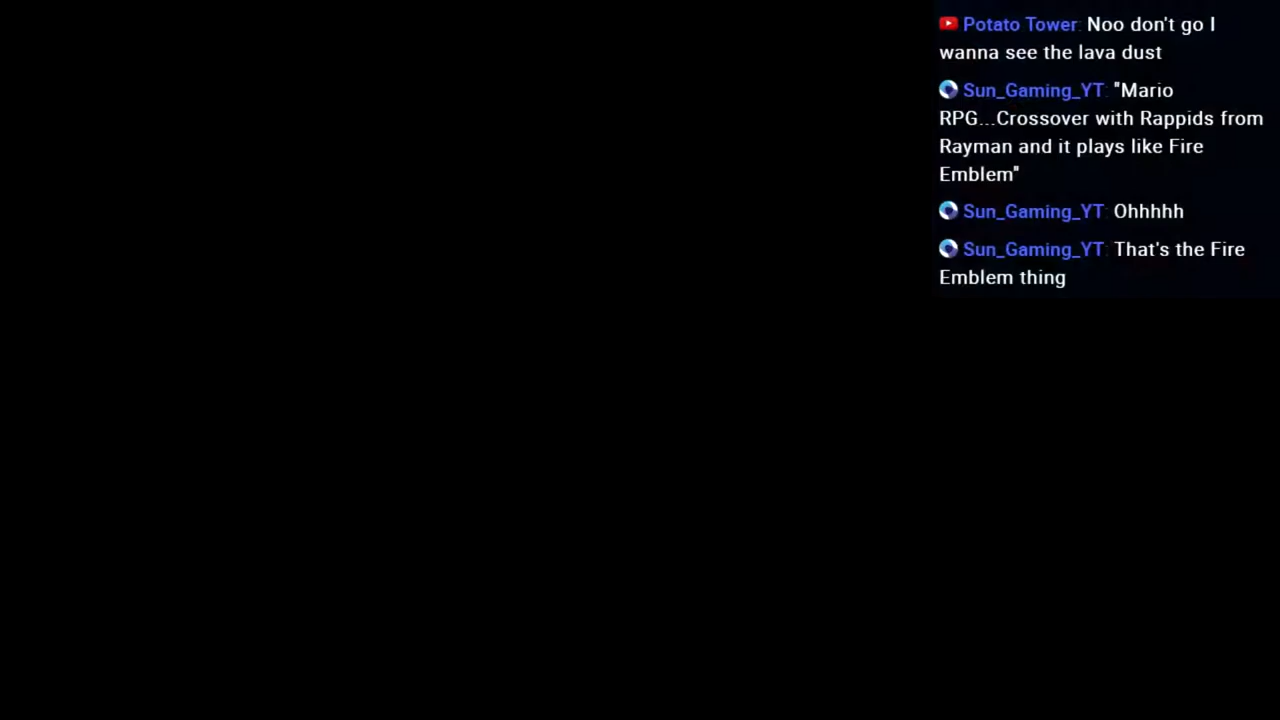 Potato Tower: Noo don't go I
wanna see the lava dust
Sun_Gaming_YT: "Mario
RPG...Crossover with Rappids from
Rayman and it plays like Fire
Emblem"
Sun_Gaming_YT: Ohhhhh
Sun_Gaming_YT: That's the Fire
Emblem thing